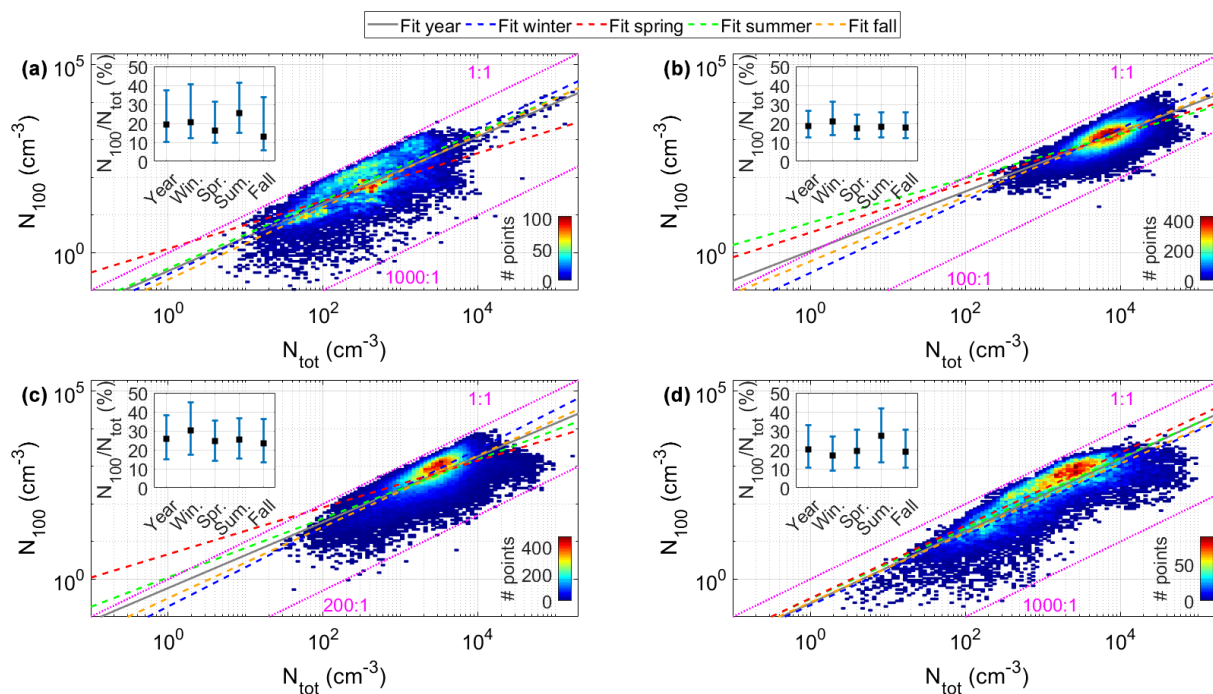 Fit year Fit winter Fit spring Fit summer Fit fall
(a)
N100 (cm-3)
10^5
10^0
N100/Ntot (%)
50
40
30
20
10
0
Year Win. Spr. Sum. Fall
1:1
1000:1
# points
100
50
0
10^0 10^2 10^4
Ntot (cm-3)
(b)
N100 (cm-3)
10^5
10^0
N100/Ntot (%)
50
40
30
20
10
0
Year Win. Spr. Sum. Fall
1:1
100:1
# points
400
200
0
10^0 10^2 10^4
Ntot (cm-3)
(c)
N100 (cm-3)
10^5
10^0
N100/Ntot (%)
50
40
30
20
10
0
Year Win. Spr. Sum. Fall
1:1
200:1
# points
400
200
0
10^0 10^2 10^4
Ntot (cm-3)
(d)
N100 (cm-3)
10^5
10^0
N100/Ntot (%)
50
40
30
20
10
0
Year Win. Spr. Sum. Fall
1:1
1000:1
# points
50
0
10^0 10^2 10^4
Ntot (cm-3)